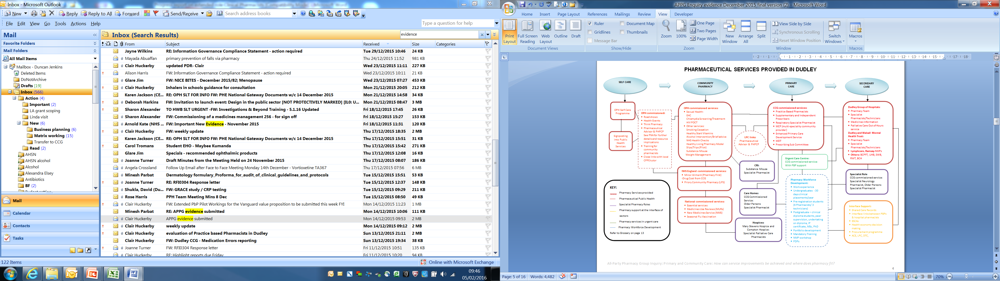 Inbox - Microsoft Outlook
New
Reply
Reply to All
Forward
Send/Receive
Search address books
File Edit View Go Tools Actions Help
Type a question for help
Mail
Favorite Folders
Mail Folders
All Mail Items
Mailbox - Duncan Jenkins
Deleted Items
DoNotArchive
Drafts [19]
Inbox (566)
Action (4)
Important (2)
LA grant scoping
Linda visit
New (6)
Business planning (6)
Matrix working (15)
Transfer to CCG
Read (2)
AHSN
AHSN alcohol
Alcohol
Alexandra Elsey
Antibiotics
BF (2)
Mail
Calendar
Contacts
Tasks
Inbox (Search Results)
evidence
From Subject Received Size Categories
Jayne Wilkins RE: Information Governance Compliance Statement - action required Tue 29/12/2015 10:46 24 KB
Mayada Abuaffan primary prevention of falls via pharmacy Thu 24/12/2015 11:52 981 KB
Clair Huckerby updated PDR- Clair Wed 23/12/2015 11:11 227 KB
Alison Harris FW: Information Governance Compliance Statement - action required Wed 23/12/2015 10:11 21 KB
Glare Jim FW: NICE BITES - December 2015/82; Menopause Wed 23/12/2015 07:27 453 KB
Clair Huckerby Inhalers in schools guidance for consultation Mon 21/12/2015 20:05 212 KB
Karen Jackson (CE... RE: OPH SLT FOR INFO FW: PHE National Gateway Documents w/c 14 December 2015 Mon 21/12/2015 14:58 34 KB
Deborah Harkins FW: Invitation to launch event: Design in the public sector [NOT PROTECTIVELY MARKED] [IL0: U... Mon 21/12/2015 08:47 3 MB
Sharon Alexander TO HWB SLT URGENT -FW: Investigations & Beyond Training - 5.1.16 Updated Fri 18/12/2015 17:45 26 KB
Sharon Alexander FW: Commissioning of a medicines management 256 - for sign off Fri 18/12/2015 15:27 153 KB
Arnold Kate (NHS ... FW: Important New Evidence - November 2015 Fri 18/12/2015 11:31 120 KB
Clair Huckerby FW: weekly update Thu 17/12/2015 18:35 2 MB
Karen Jackson (CE... RE: OPH SLT FOR INFO FW: PHE National Gateway Documents w/c 14 December 2015 Thu 17/12/2015 15:51 31 KB
Carol Tromans Student EHO - Maybee Kumanda Thu 17/12/2015 15:42 271 KB
Glare Jim Specials - recommended ophthalmic products Thu 17/12/2015 12:08 16 KB
Joanne Turner Draft Minutes from the Meeting Held on 24 November 2015 Thu 17/12/2015 08:07 186 KB
Angela Crossland Follow Up Email after Face to Face Meeting Monday 14th December - Vortioxetine TA367 Thu 17/12/2015 07:56 6 MB
Minesh Parbat Dermatology formulary_Proforma_for_audit_of_clinical_guidelines_and_protocols Tue 15/12/2015 15:51 53 KB
Joanne Turner RE: RFI0304 Response letter Tue 15/12/2015 12:37 148 KB
Shukla, David (Du... FW: GRACE study / CRP testing Tue 15/12/2015 09:29 211 KB
Rose Harris PPH Team Meeting Mins 8 Dec Tue 15/12/2015 08:50 49 KB
Clair Huckerby FW: Extended PbP Pilot Workings for the Vanguard value proposition to be submitted this week FYI Mon 14/12/2015 11:23 1 MB
Minesh Parbat RE: APPG evidence submitted Mon 14/12/2015 10:06 111 KB
Clair Huckerby APPG evidence submitted Mon 14/12/2015 09:53 2 MB
Clair Huckerby weekly update Mon 14/12/2015 09:12 2 MB
Clair Huckerby evaluation of Practice based Pharmacists in Dudley Sun 13/12/2015 21:11 2 MB
Clair Huckerby FW: Dudley CCG - Medication Errors reporting Sun 13/12/2015 19:34 38 KB
Joanne Turner FW: RFI0304 Response letter Fri 11/12/2015 10:51 135 KB
Clair Huckerby RE: Highlight reports due Friday Fri 11/12/2015 10:20 94 KB
122 Items
Online with Microsoft Exchange
09:46
05/02/2016
APPG Enquiry evidence December 2015 final version (2) - Microsoft Word
Home Insert Page Layout References Mailings Review View Developer
Print Layout
Full Screen Reading
Web Layout
Outline
Draft
Document Views
Ruler
Gridlines
Message Bar
Document Map
Thumbnails
Show/Hide
Zoom
100%
One Page
Two Pages
Page Width
Zoom
New Window
Arrange All
Split
View Side by Side
Synchronous Scrolling
Reset Window Position
Switch Windows
Window
Macros
Macros
PHARMACEUTICAL SERVICES PROVIDED IN DUDLEY
SELF CARE
COMMUNITY PHARMACY
PRIMARY CARE
SECONDARY CARE
OPH Self Care
Programme
Signposting
into Public
Health
Services
OPH commissioned:
Road shows
Health Events
Think Pharmacy
Pharmaceutical
Advisor & PHPCP
See PNA for further
details and resource
implications
Training for
community
pharmacists
Close links with local
CPPE tutor
OPH commissioned services:
Sexual Health:
EHC
Chlamydia Screening/Treatment
HIV POCT
Other services:
Smoking Cessation
Healthy Start Vitamins
Alcohol Intervention/Brief advice
NHS Health Checks
Healthy Living Pharmacy Model
Slips/Trips (Pilot)
Substance Misuse
Weight Management
NHS England commissioned services:
Minor Ailment (Pharmacy First)
-Drug Cost from CCG
Priory Community Pharmacy (LPS)
National commissioned services:
Essential services
Medicines Use Reviews (MURs)
New Medicines Service (NMS)
Seasonal Flu Vaccination
LPC links:
Pharmaceutical
Advisor & PHPCP
CCG commissioned services:
Practice Based Pharmacists
Supplementary and Independent
Prescribers
Respiratory Specialist Pharmacist
MCP (multi-speciality community
provider)
Enhanced Primary Care
Development Service
MDT
Prescribing Sub Committee
Dudley Group of Hospitals:
Pharmacy Team
Specialist
Pharmacists/Technicians
Medicines Information
Palliative Care Out of Hours
service
Dudley and Walsall Mental
Health Trust:
Pharmacy Team
Specialist
Pharmacists/Technicians
Lymphcare, Ramsay-NMPs
Others: BCPFT, UHB, SWB,
RWT, BCH
Urgent Care Centre:
CCG commissioned service:
With PBP support
CRI:
Substance Misuse
Specialist Pharmacist
Care Homes
CCG Commissioned
Service:
Older Persons
Specialist Pharmacist
Hospices:
Mary Stevens Hospice and
Compton Hospice:
Specialist Palliative Care
Pharmacists
Pharmacy Workforce
Development:
Work experience
Undergraduates - 30
days clinical
placements/year
Pre-registration students
(4 Pharmacists/ 3
technicians)
Postgraduate – clinical
diploma students, peer
supervision, undertaking
on diploma, IP
certificate, MSc, PhD
Portfolio development
Mandatory Training
NMP workshop
PDPs
Specialist Role
CCG commissioned service:
Specialist Neurology
Pharmacist, Older Persons
Specialist Pharmacist
Interface Support:
Shared Care Records
Interface links between PBPs
& hospital pharmacists
ESCAs
Health economy decision
making
Procurement programme
ACE, LPC, DTC,
KEY:
Pharmacy Services provided
Pharmaceutical Public Health
Specialist Pharmacy Roles
Pharmacy support at the interface of
sectors
Pharmacy services in urgent care
Pharmacy Workforce Development
Refer to Glossary on page 13
All-Party Pharmacy Group Inquiry: Primary and Community Care: How can service improvements be achieved and where does pharmacy fit?
4
Page: 5 of 16 Words: 4,482
70%